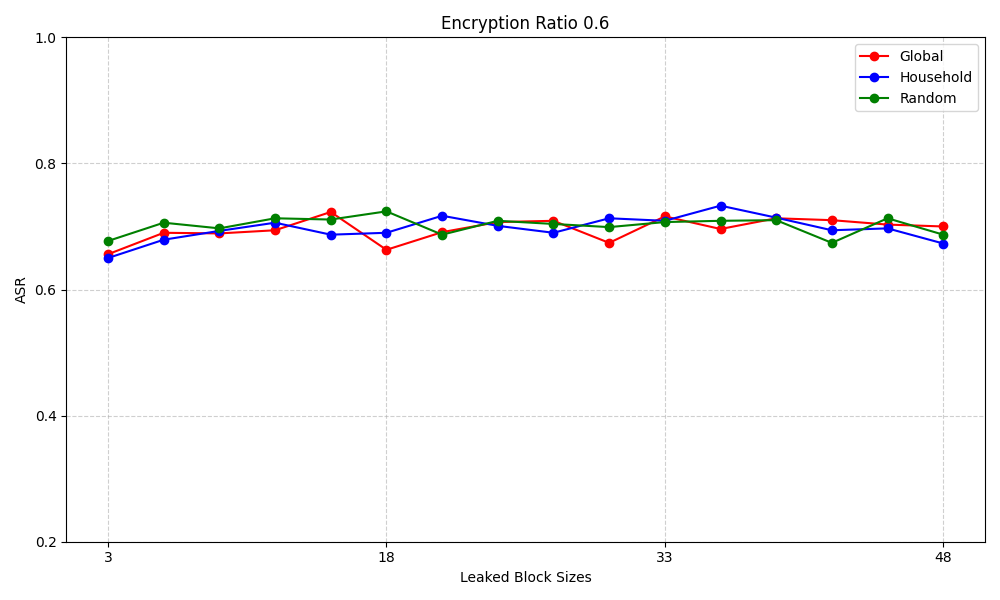 Encryption Ratio 0.6
1.0
0.8
0.6
0.4
0.2
ASR
Global
Household
Random
3
18
33
48
Leaked Block Sizes